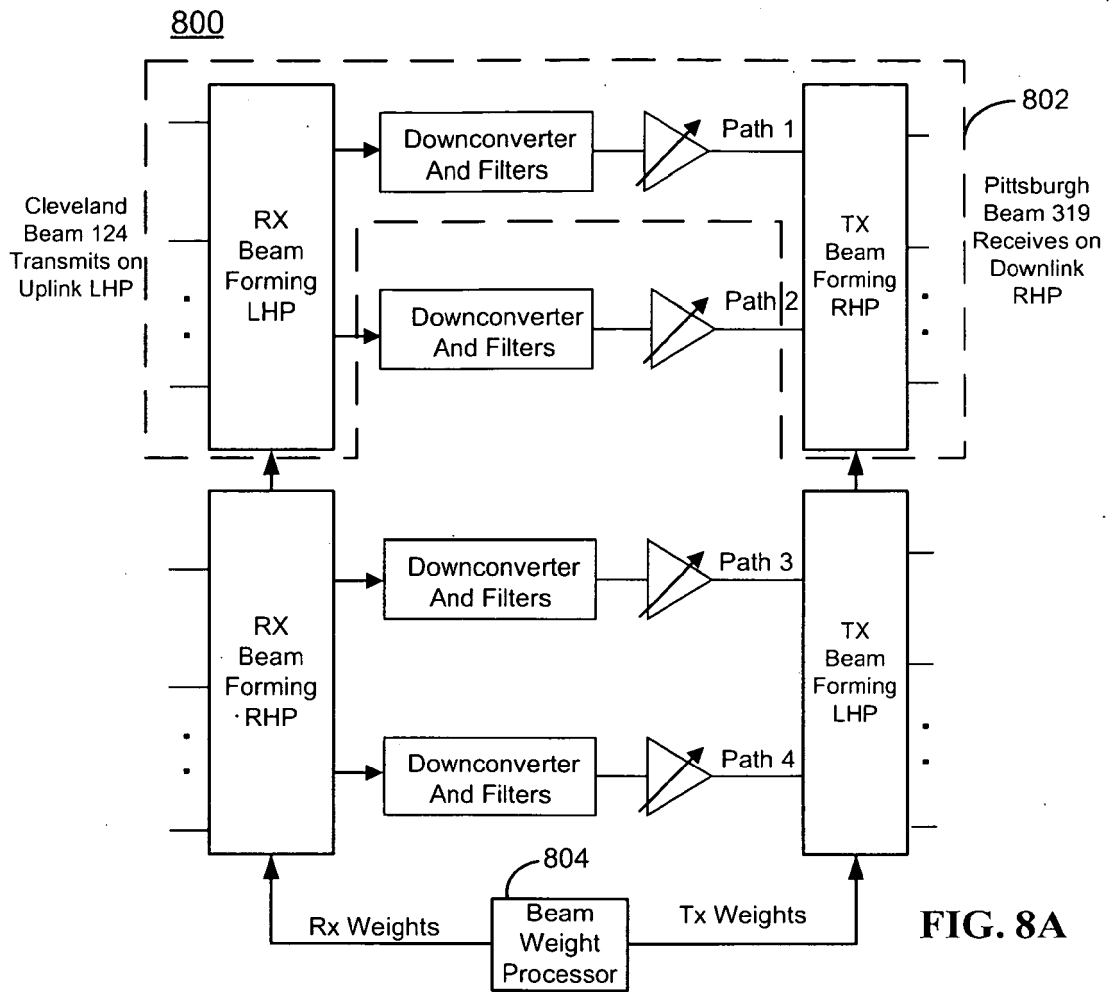 800
802
Cleveland
Beam 124
Transmits on
Uplink LHP
RX
Beam
Forming
LHP
Downconverter
And Filters
Path 1
Downconverter
And Filters
Path 2
TX
Beam
Forming
RHP
Pittsburgh
Beam 319
Receives on
Downlink
RHP
RX
Beam
Forming
RHP
Downconverter
And Filters
Path 3
Downconverter
And Filters
Path 4
TX
Beam
Forming
LHP
804
Rx Weights
Beam
Weight
Processor
Tx Weights
FIG. 8A